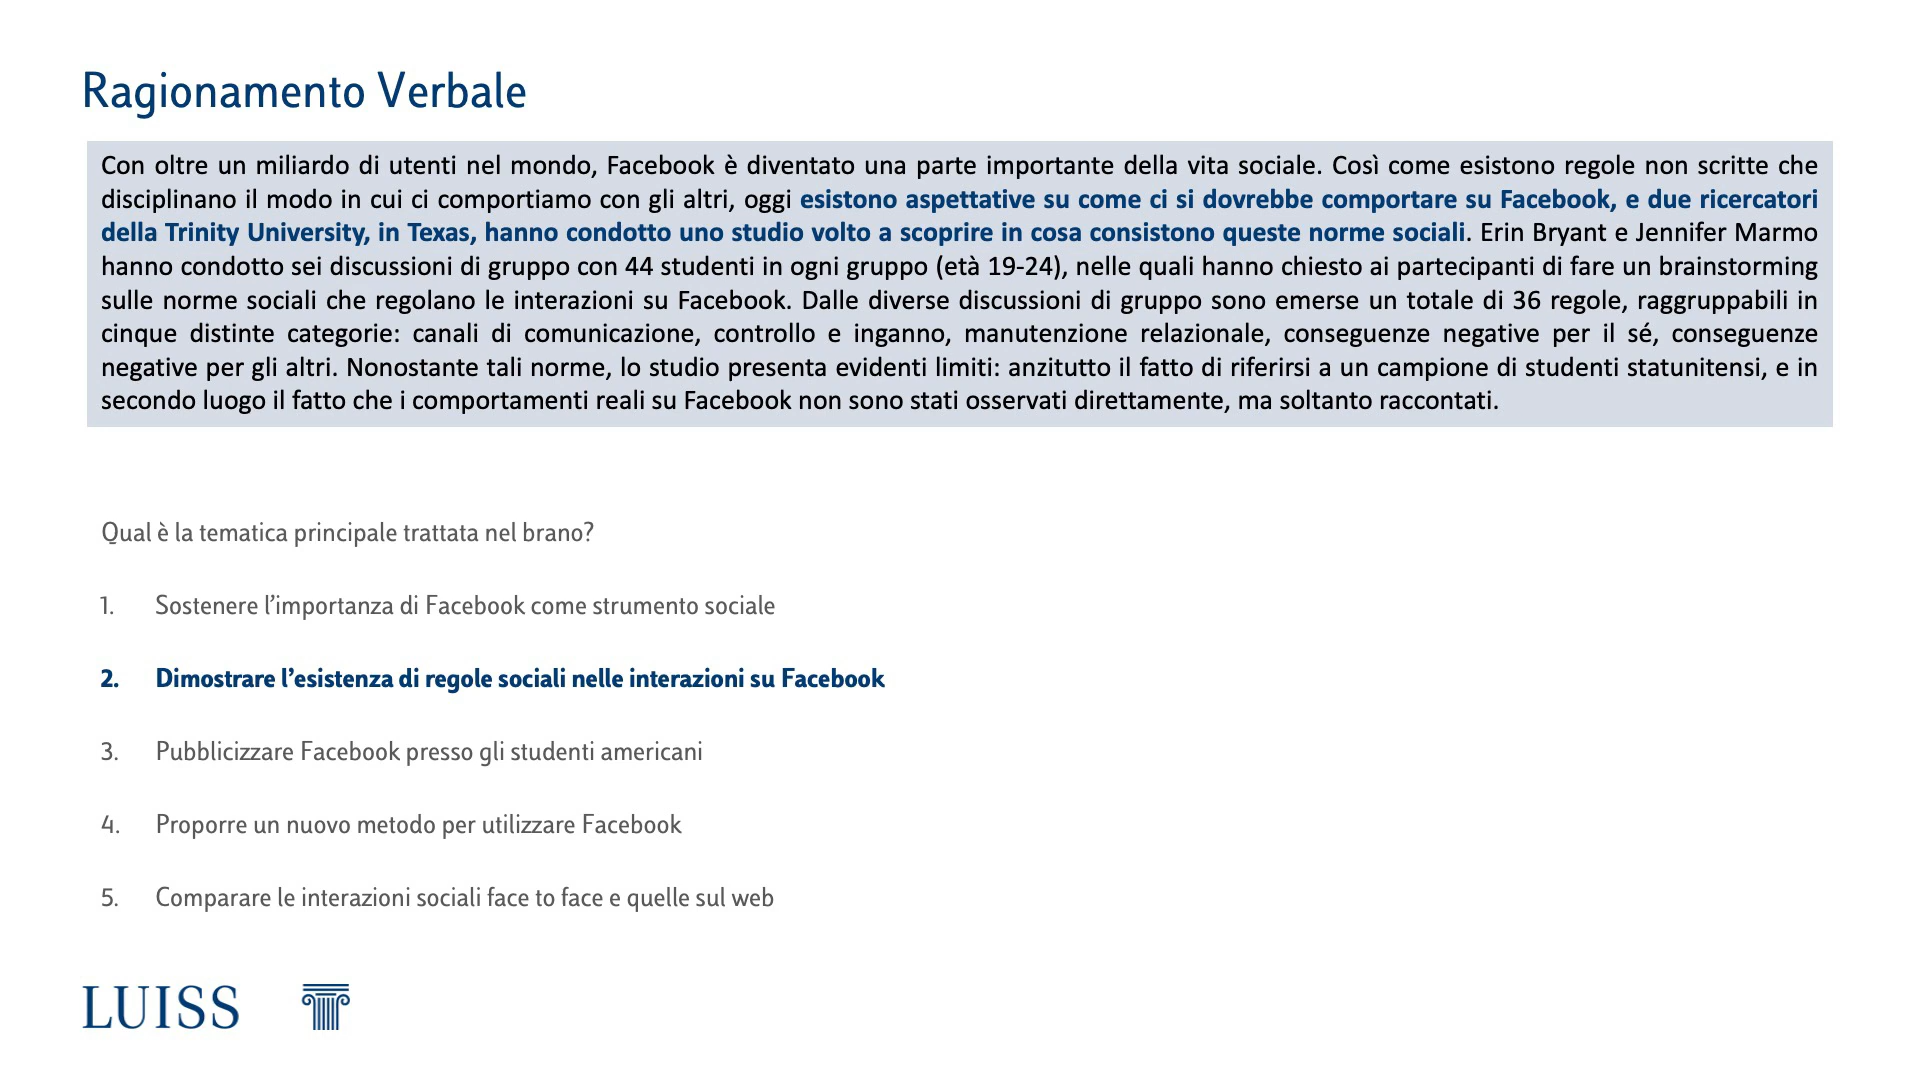 Ragionamento Verbale
Con oltre un miliardo di utenti nel mondo, Facebook è diventato una parte importante della vita sociale. Così come esistono regole non scritte che
disciplinano il modo in cui ci comportiamo con gli altri, oggi esistono aspettative su come ci si dovrebbe comportare su Facebook, e due ricercatori
della Trinity University, in Texas, hanno condotto uno studio volto a scoprire in cosa consistono queste norme sociali. Erin Bryant e Jennifer Marmo
hanno condotto sei discussioni di gruppo con 44 studenti in ogni gruppo (età 19-24), nelle quali hanno chiesto ai partecipanti di fare un brainstorming
sulle norme sociali che regolano le interazioni su Facebook. Dalle diverse discussioni di gruppo sono emerse un totale di 36 regole, raggruppabili in
cinque distinte categorie: canali di comunicazione, controllo e inganno, manutenzione relazionale, conseguenze negative per il sé, conseguenze
negative per gli altri. Nonostante tali norme, lo studio presenta evidenti limiti: anzitutto il fatto di riferirsi a un campione di studenti statunitensi, e in
secondo luogo il fatto che i comportamenti reali su Facebook non sono stati osservati direttamente, ma soltanto raccontati.
Qual è la tematica principale trattata nel brano?
1. Sostenere l’importanza di Facebook come strumento sociale
2. Dimostrare l’esistenza di regole sociali nelle interazioni su Facebook
3. Pubblicizzare Facebook presso gli studenti americani
4. Proporre un nuovo metodo per utilizzare Facebook
5. Comparare le interazioni sociali face to face e quelle sul web
LUISS